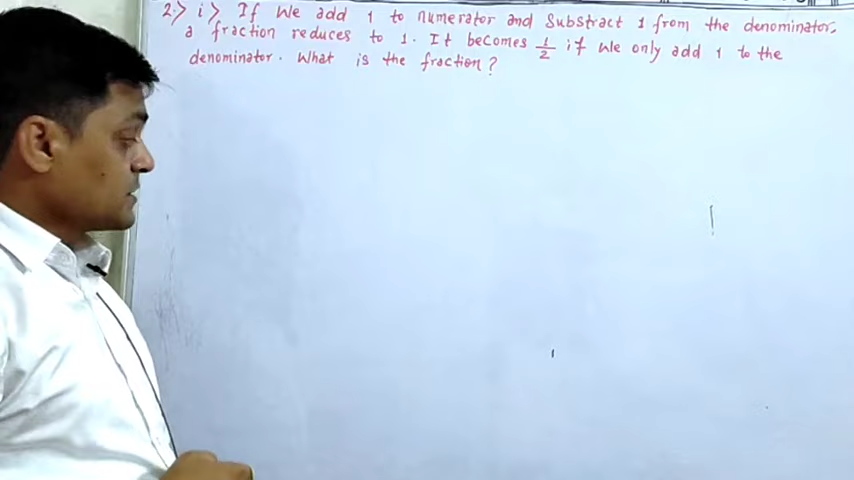 2.> i> If we add 1 to numerator and substract 1 from the denominator,
a fraction reduces to 1. It becomes 1/2 if we only add 1 to the
denominator. What is the fraction?